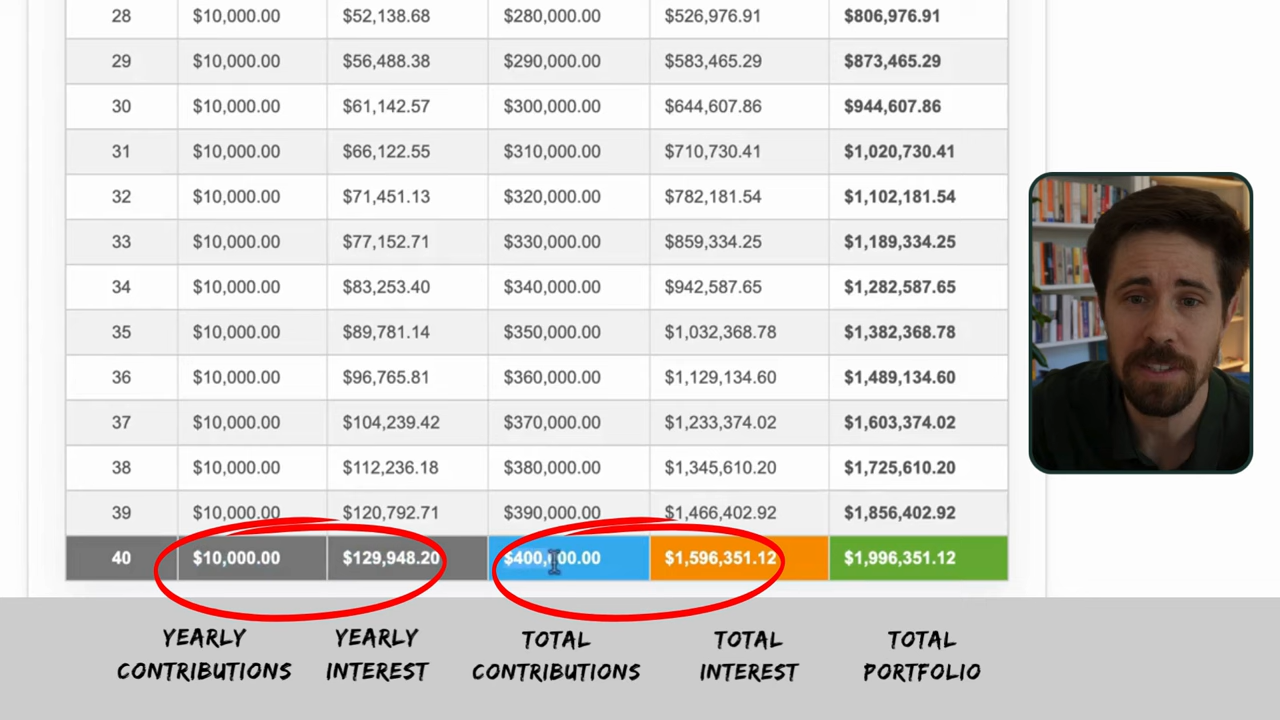 28 $10,000.00 $52,138.68 $280,000.00 $526,976.91 $806,976.91
29 $10,000.00 $56,488.38 $290,000.00 $583,465.29 $873,465.29
30 $10,000.00 $61,142.57 $300,000.00 $644,607.86 $944,607.86
31 $10,000.00 $66,122.55 $310,000.00 $710,730.41 $1,020,730.41
32 $10,000.00 $71,451.13 $320,000.00 $782,181.54 $1,102,181.54
33 $10,000.00 $77,152.71 $330,000.00 $859,334.25 $1,189,334.25
34 $10,000.00 $83,253.40 $340,000.00 $942,587.65 $1,282,587.65
35 $10,000.00 $89,781.14 $350,000.00 $1,032,368.78 $1,382,368.78
36 $10,000.00 $96,765.81 $360,000.00 $1,129,134.60 $1,489,134.60
37 $10,000.00 $104,239.42 $370,000.00 $1,233,374.02 $1,603,374.02
38 $10,000.00 $112,236.18 $380,000.00 $1,345,610.20 $1,725,610.20
39 $10,000.00 $120,792.71 $390,000.00 $1,466,402.92 $1,856,402.92
40 $10,000.00 $129,948.20 $400,000.00 $1,596,351.12 $1,996,351.12
YEARLY YEARLY TOTAL TOTAL TOTAL
CONTRIBUTIONS INTEREST CONTRIBUTIONS INTEREST PORTFOLIO